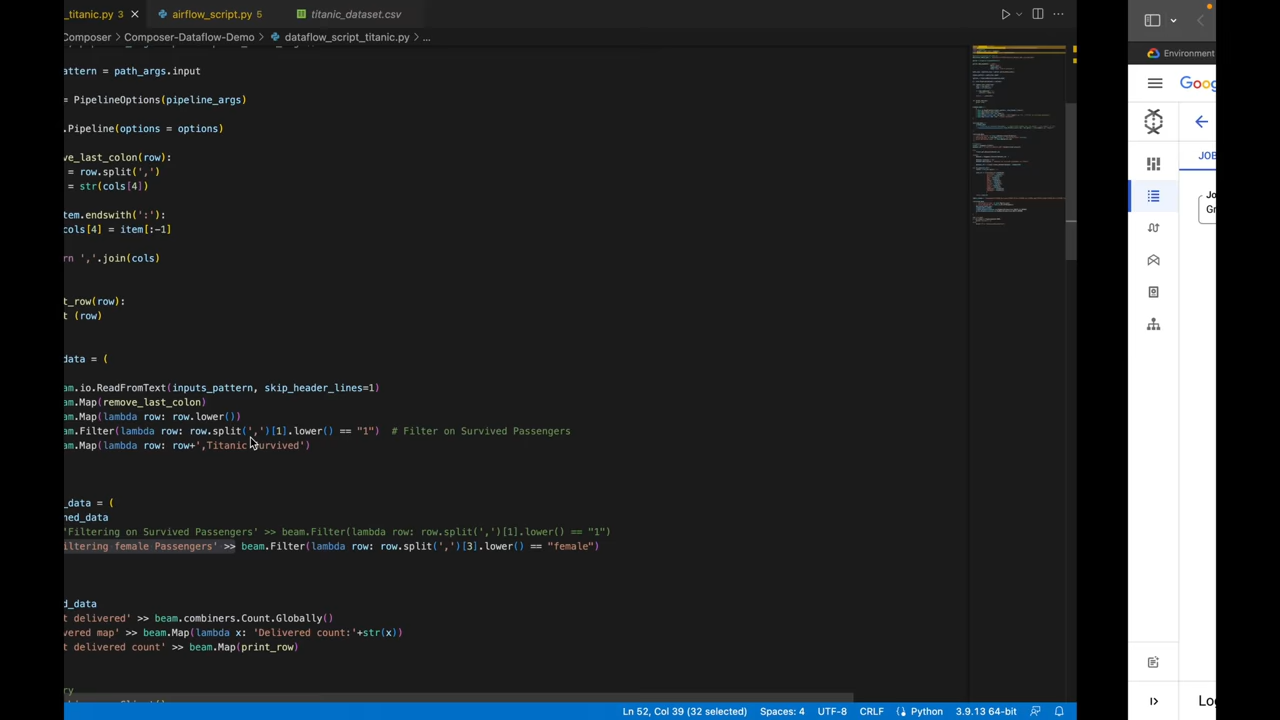 _titanic.py 3
airflow_script.py 5
titanic_dataset.csv
Composer > Composer-Dataflow-Demo > dataflow_script_titanic.py > ...
attern = path_args.input
= PipelineOptions(pipeline_args)
.Pipeline(options = options)
ve_last_colon(row):
= row.split(',')
= str(cols[4])
tem.endswith(':'):
cols[4] = item[:-1]
rn ','.join(cols)
t_row(row):
t (row)
data = (
am.io.ReadFromText(inputs_pattern, skip_header_lines=1)
am.Map(remove_last_colon)
am.Map(lambda row: row.lower())
am.Filter(lambda row: row.split(',')[1].lower() == "1") # Filter on Survived Passengers
am.Map(lambda row: row+',Titanic Survived')
_data = (
ned_data
'Filtering on Survived Passengers' >> beam.Filter(lambda row: row.split(',')[1].lower() == "1")
iltering female Passengers' >> beam.Filter(lambda row: row.split(',')[3].lower() == "female")
ed_data
t delivered' >> beam.combiners.Count.Globally()
vered map' >> beam.Map(lambda x: 'Delivered count:'+str(x))
t delivered count' >> beam.Map(print_row)
ry
Ln 52, Col 39 (32 selected)
Spaces: 4
UTF-8
CRLF
Python
3.9.13 64-bit
Environment
Goog
JOB
Jo
Gr
Lo